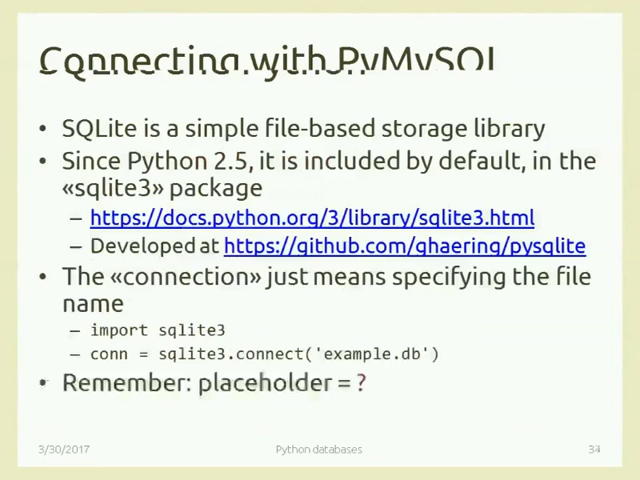 Connecting with PyMySQL
• SQLite is a simple file-based storage library
• Since Python 2.5, it is included by default, in the
«sqlite3» package
– https://docs.python.org/3/library/sqlite3.html
– Developed at https://github.com/ghaering/pysqlite
• The «connection» just means specifying the file
name
– import sqlite3
– conn = sqlite3.connect('example.db')
• Remember: placeholder = ?
3/30/2017 Python databases